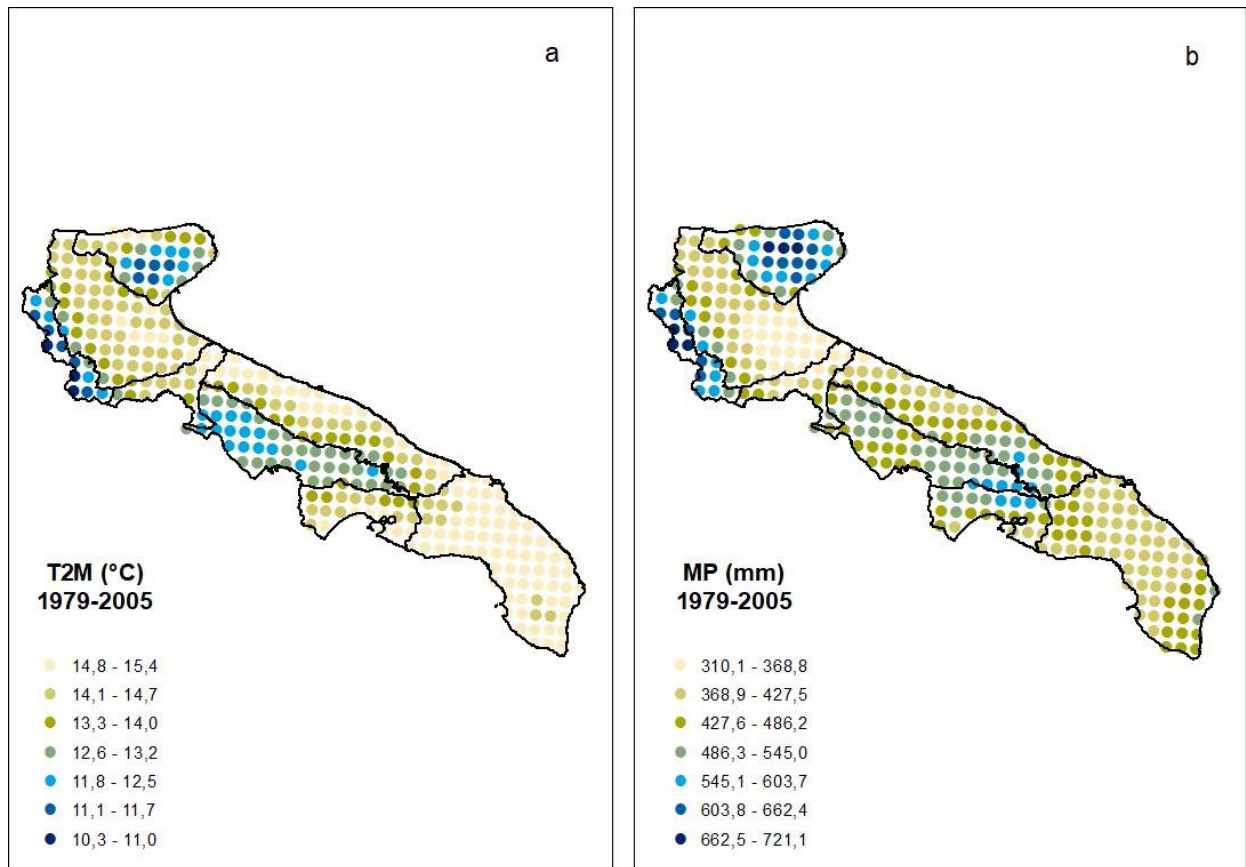 a
T2M (°C)
1979-2005
14,8 - 15,4
14,1 - 14,7
13,3 - 14,0
12,6 - 13,2
11,8 - 12,5
11,1 - 11,7
10,3 - 11,0
b
MP (mm)
1979-2005
310,1 - 368,8
368,9 - 427,5
427,6 - 486,2
486,3 - 545,0
545,1 - 603,7
603,8 - 662,4
662,5 - 721,1